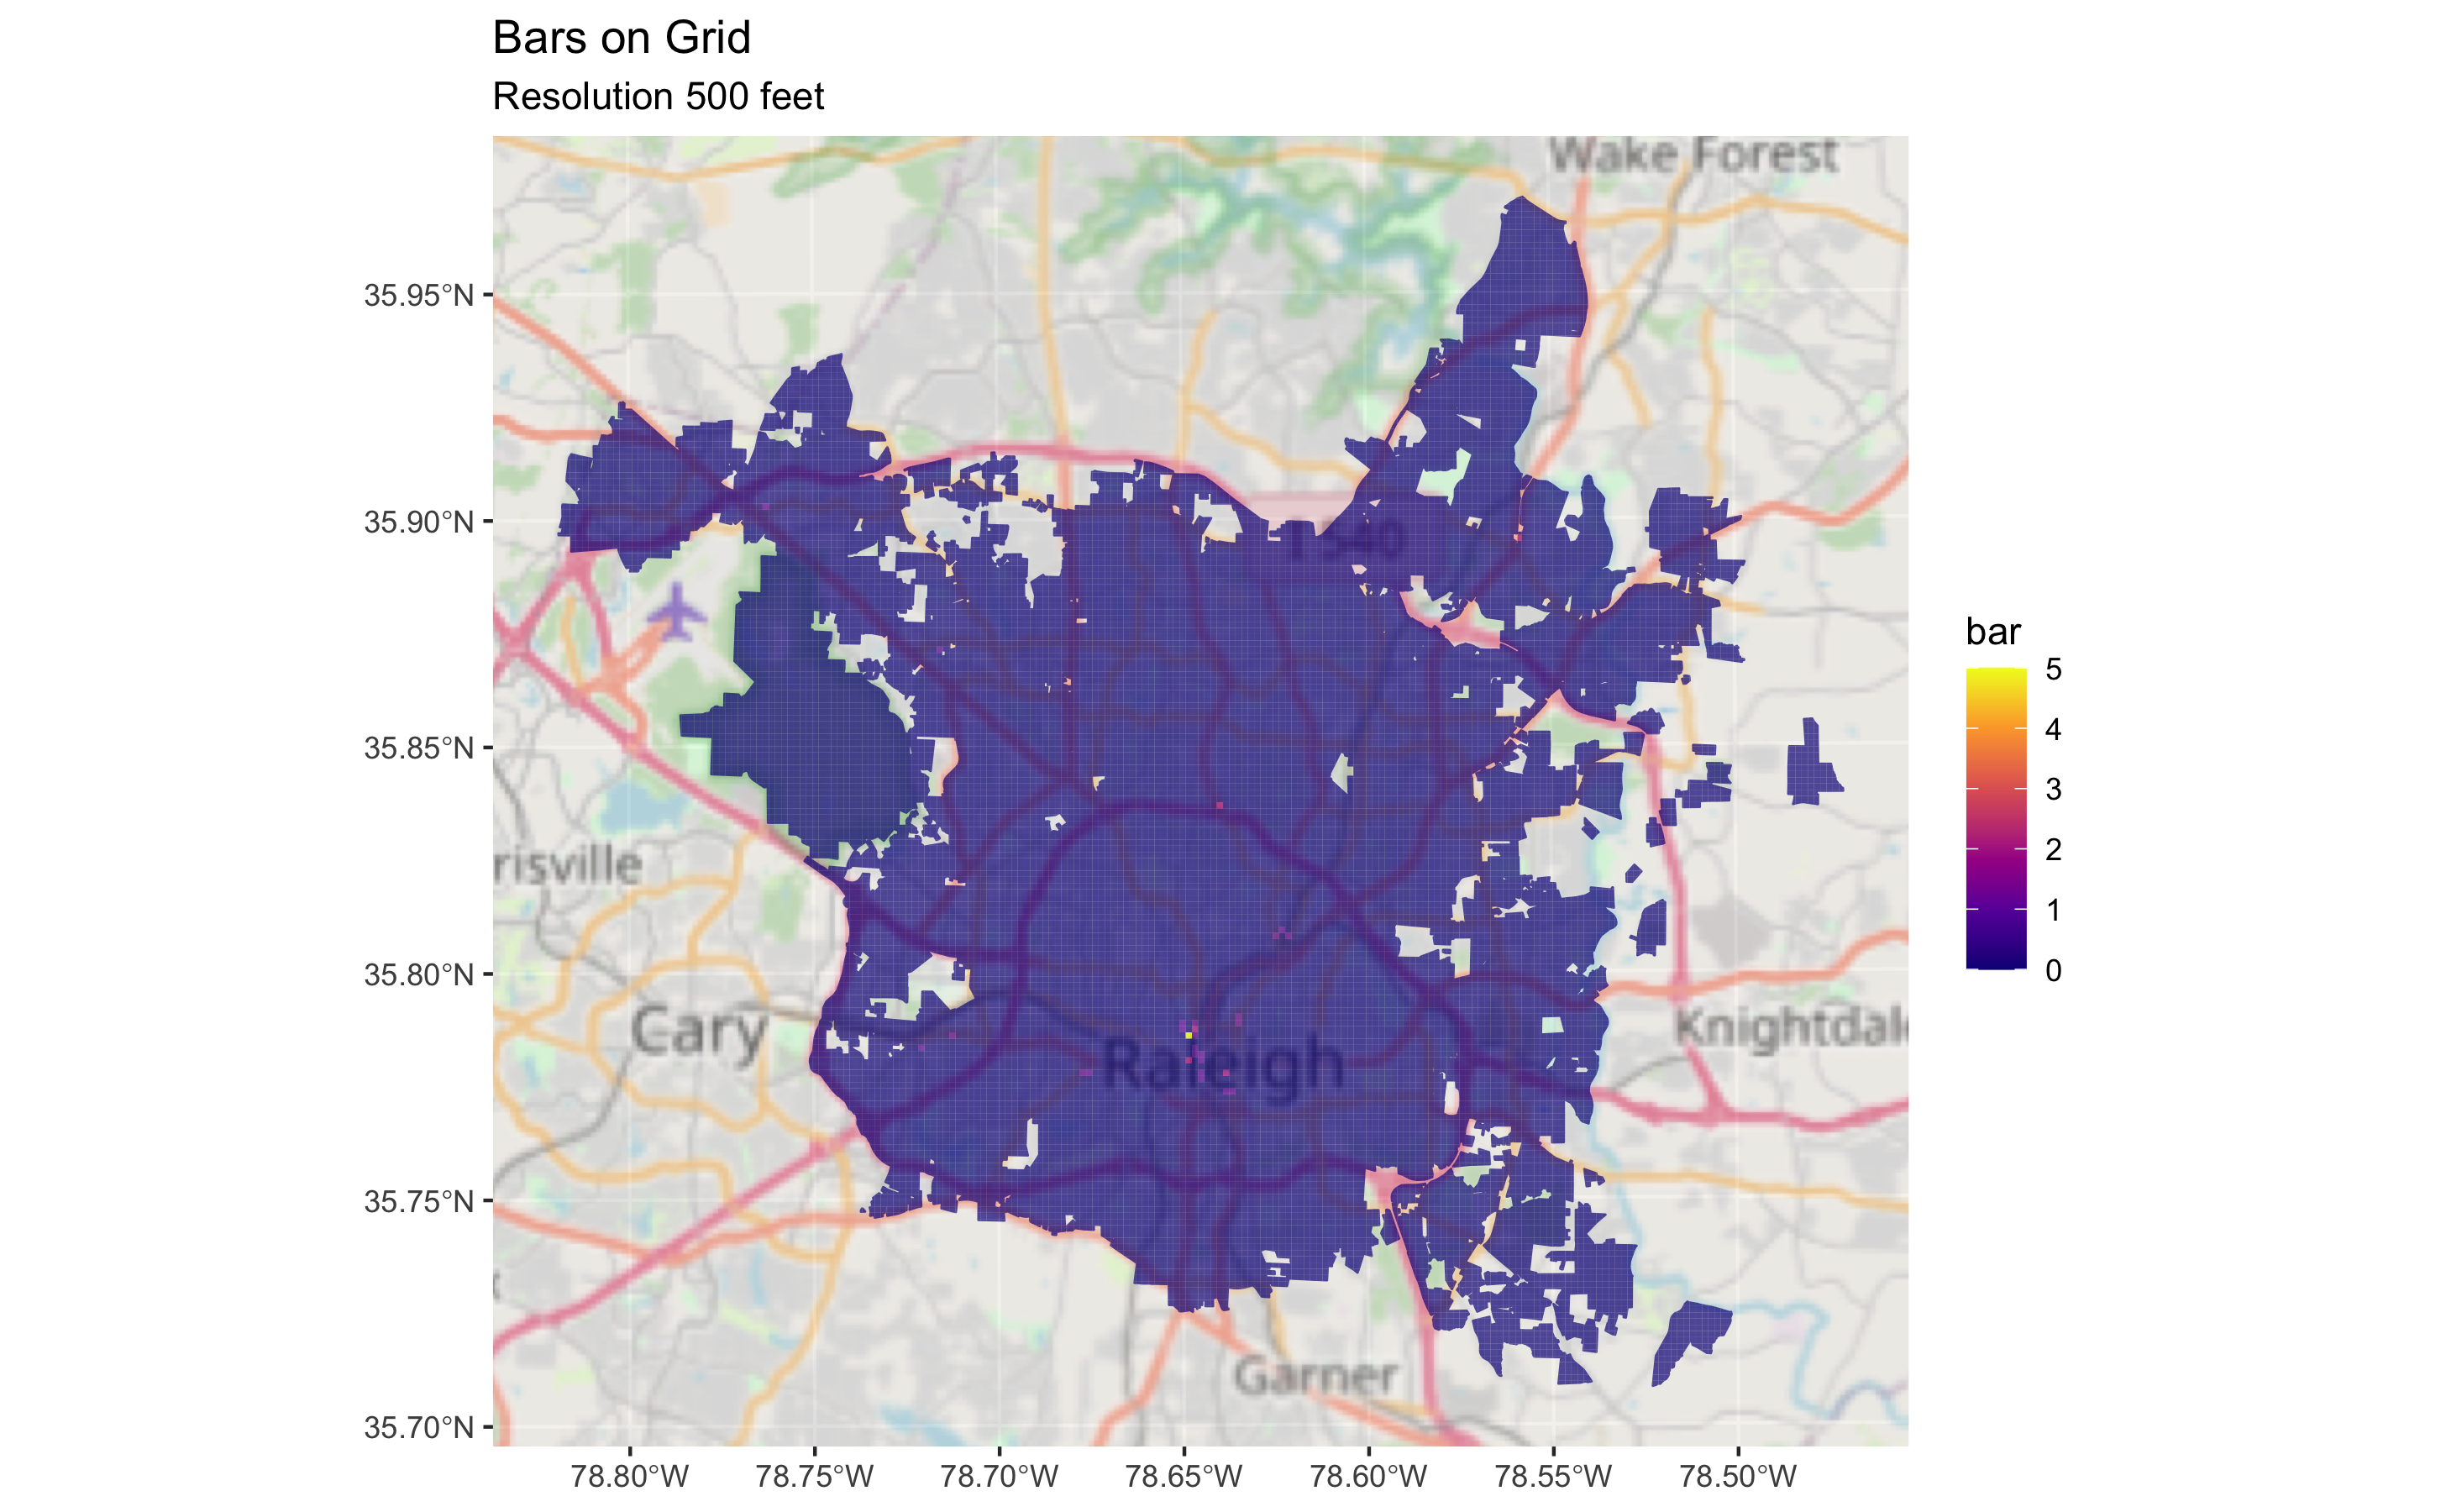 Bars on Grid
Resolution 500 feet
Wake Forest
35.95°N
35.90°N
I 540
35.85°N
risville
35.80°N
Cary
Raleigh
Knightdal
35.75°N
Garner
35.70°N
78.80°W
78.75°W
78.70°W
78.65°W
78.60°W
78.55°W
78.50°W
bar
5
4
3
2
1
0